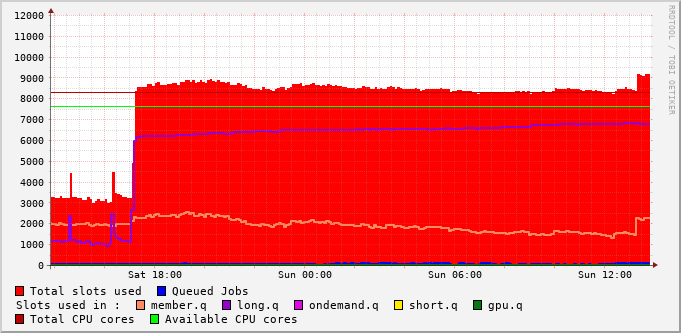 RRDTOOL / TOBI OETIKER
12000
11000
10000
9000
8000
7000
6000
5000
4000
3000
2000
1000
0
Sat 18:00 Sun 00:00 Sun 06:00 Sun 12:00
Total slots used Queued Jobs
Slots used in : member.q long.q ondemand.q short.q gpu.q
Total CPU cores Available CPU cores